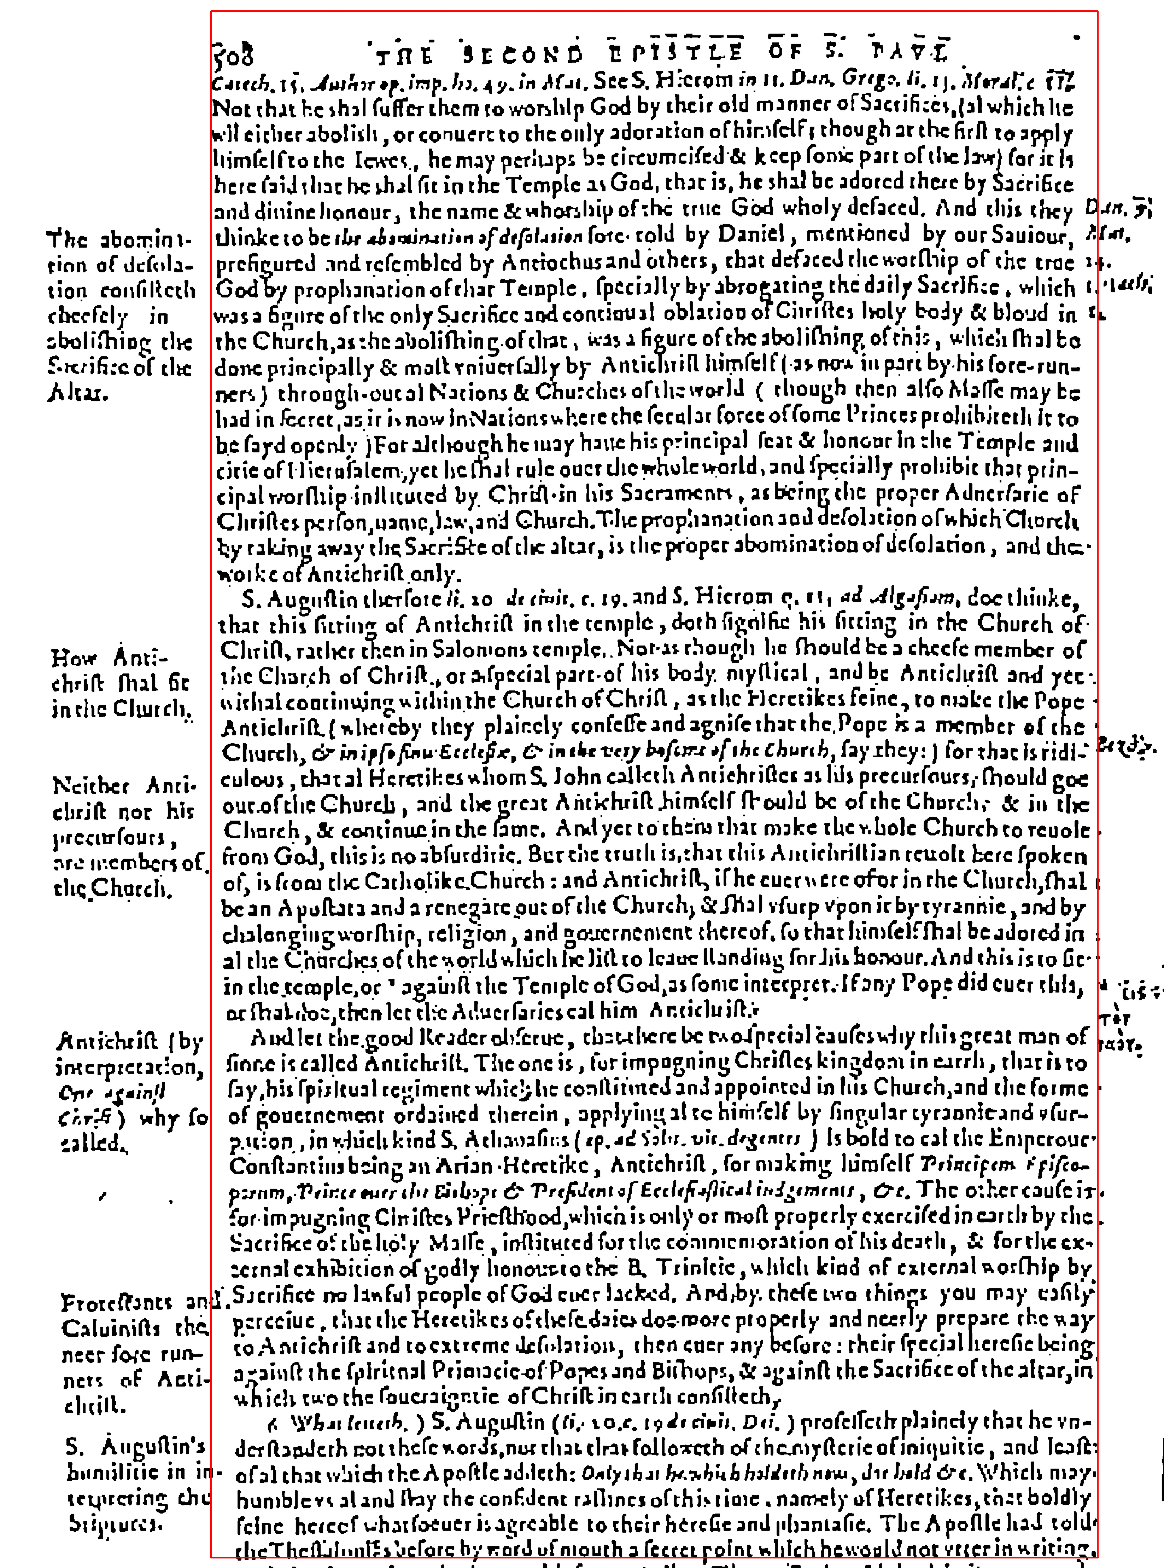 508 THE SECOND EPISTLE OF S. PAVL
Catech. 15. Author op. imp. ho. 49. in Mat. See S. Hierom in 11. Dan. Grego. li. 13. Moral. c
Not that he shal suffer them to worship God by their old manner of Sacrifices, (al which he
wil either abolish, or conuert to the only adoration of himself; though at the first to apply
himself to the Iewes, he may perhaps be circumcised & keep some part of the law) for it is
here said that he shal sit in the Temple as God, that is, he shal be adored there by Sacrifice
and diuine honour, the name & whorship of the true God wholy defaced. And this they
thinke to be the abomination of desolation fore-told by Daniel, mentioned by our Sauiour,
prefigured and resembled by Antiochus and others, that defaced the worſhip of the true
God by prophanation of that Temple, ſpecially by abrogating the daily Sacrifice, which
was a figure of the only Sacrifice and continual oblation of Chriſtes holy body & bloud in
the Church, as the aboliſhing of that, was a figure of the aboliſhing of this, which ſhal be
done principally & moſt vniuerſally by Antichriſt himſelf (as now in part by his fore-run-
ners) through-out al Nations & Churches of the world ( though then alſo Maſſe may be
had in ſecret, as it is now in Nations where the ſecular force of ſome Princes prohibiteth it to
be ſayd openly )For although he may haue his principal ſeat & honour in the Temple and
citie of Hieruſalem, yet he ſhal rule ouer the whole world, and ſpecially prohibit that prin-
cipal worſhip inſtituted by Chriſt in his Sacraments, as being the proper Aduerſarie of
Chriſtes perſon, name, law, and Church. The prophanation and deſolation of which Church
by taking away the Sacrifice of the altar, is the proper abomination of deſolation, and the
worke of Antichriſt only.
The abomina-
tion of deſola-
tion conſiſteth
cheefely in
aboliſhing the
Sacrifice of the
Altar.
S. Auguſtin therfore li. 20 de ciuit. c. 19. and S. Hierom q. 11. ad Algaſiam, doe thinke,
that this ſitting of Antichriſt in the temple, doth ſignifie his ſitting in the Church of
Chriſt, rather then in Salomons temple. Not as though he ſhould be a cheefe member of
the Church of Chriſt, or a ſpecial part of his body myſtical, and be Antichriſt and yet
withal continuing within the Church of Chriſt, as the Heretikes feine, to make the Pope
Antichriſt. (whereby they plainely confeſſe and agniſe that the Pope is a member of the
Church, & in ipſo ſinu Eccleſiæ, & in the very boſome of the Church, ſay they:) for that is ridi-
culous, that al Heretikes whom S. Iohn calleth Antichriſtes as his precurſours, ſhould goe
out of the Church, and the great Antichriſt himſelf ſhould be of the Church, & in the
Church, & continue in the ſame. And yet to them that make the whole Church to reuole
from God, this is no abſurditie. But the truth is, that this Antichriſtian reuolt here ſpoken
of, is from the Catholike Church: and Antichriſt, if he euer were of or in the Church, ſhal
be an Apoſtata and a renegate out of the Church, & ſhal vſurp vpon it by tyrannie, and by
chalenging worſhip, religion, and gouernement thereof, ſo that himſelf ſhal be adored in
al the Churches of the world which he liſt to leaue ſtanding for his honour. And this is to ſit
in the temple, or " againſt the Temple of God, as ſome interpret. If any Pope did euer this,
or ſhal doe, then let the Aduerſaries cal him Antichriſt.
How Anti-
chriſt ſhal ſit
in the Church.
Neither Anti-
chriſt nor his
precurſours,
are members of
the Church.
And let the good Reader obſerue, that there be two ſpecial cauſes why this great man of
ſinne is called Antichriſt. The one is, for impugning Chriſtes kingdom in earth, that is to
ſay, his ſpiritual regiment which he conſtituted and appointed in his Church, and the forme
of gouernement ordained therein, applying al to himſelf by ſingular tyrannie and vſur-
pation, in which kind S. Athanaſius (ep. ad Solit. vit. degentes ) is bold to cal the Emperour
Conſtantius being an Arian Heretike, Antichriſt, for making himſelf Principem Epiſco-
porum, Prince ouer the Bishops & Preſident of Eccleſiaſtical iudgements, &c. The other cauſe is
for impugning Chriſtes Prieſthood, which is only or moſt properly exerciſed in earth by the
Sacrifice of the holy Maſſe, inſtituted for the commemoration of his death, & for the ex-
ternal exhibition of godly honour to the B. Trinitie, which kind of external worſhip by
Sacrifice no lawful people of God euer lacked. And by theſe two things you may eaſily
perceiue, that the Heretikes of theſe daies doe more properly and neerly prepare the way
to Antichriſt and to extreme deſolation, then euer any before: their ſpecial hereſie being
againſt the ſpiritual Primacie of Popes and Biſhops, & againſt the Sacrifice of the altar, in
which two the ſoueraigntie of Chriſt in earth conſiſteth,
Antichriſt (by
interpretation,
One againſt
Chriſt) why ſo
called.
Proteſtants and
Caluiniſts the
neer fore run-
ners of Anti-
chriſt.
6. What letteth. ) S. Auguſtin (li. 20. c. 19 de ciuit. Dei. ) profeſſeth plainely that he vn-
derſtandeth not theſe words, nor that that followeth of the myſterie of iniquitie, and leaſt
of al that which the Apoſtle addeth: Only that he which holdeth now, doe hold &c. Which may
humble vs al and ſtay the confident raſhnes of this time, namely of Heretikes, that boldly
feine hereof whatſoeuer is agreable to their hereſie and phantaſie. The Apoſtle had told
the Theſſalonians before by word of mouth a ſecret point which he would not vtter in writing,
S. Auguſtin's
humilitie in in-
terpreting the
Scriptures.